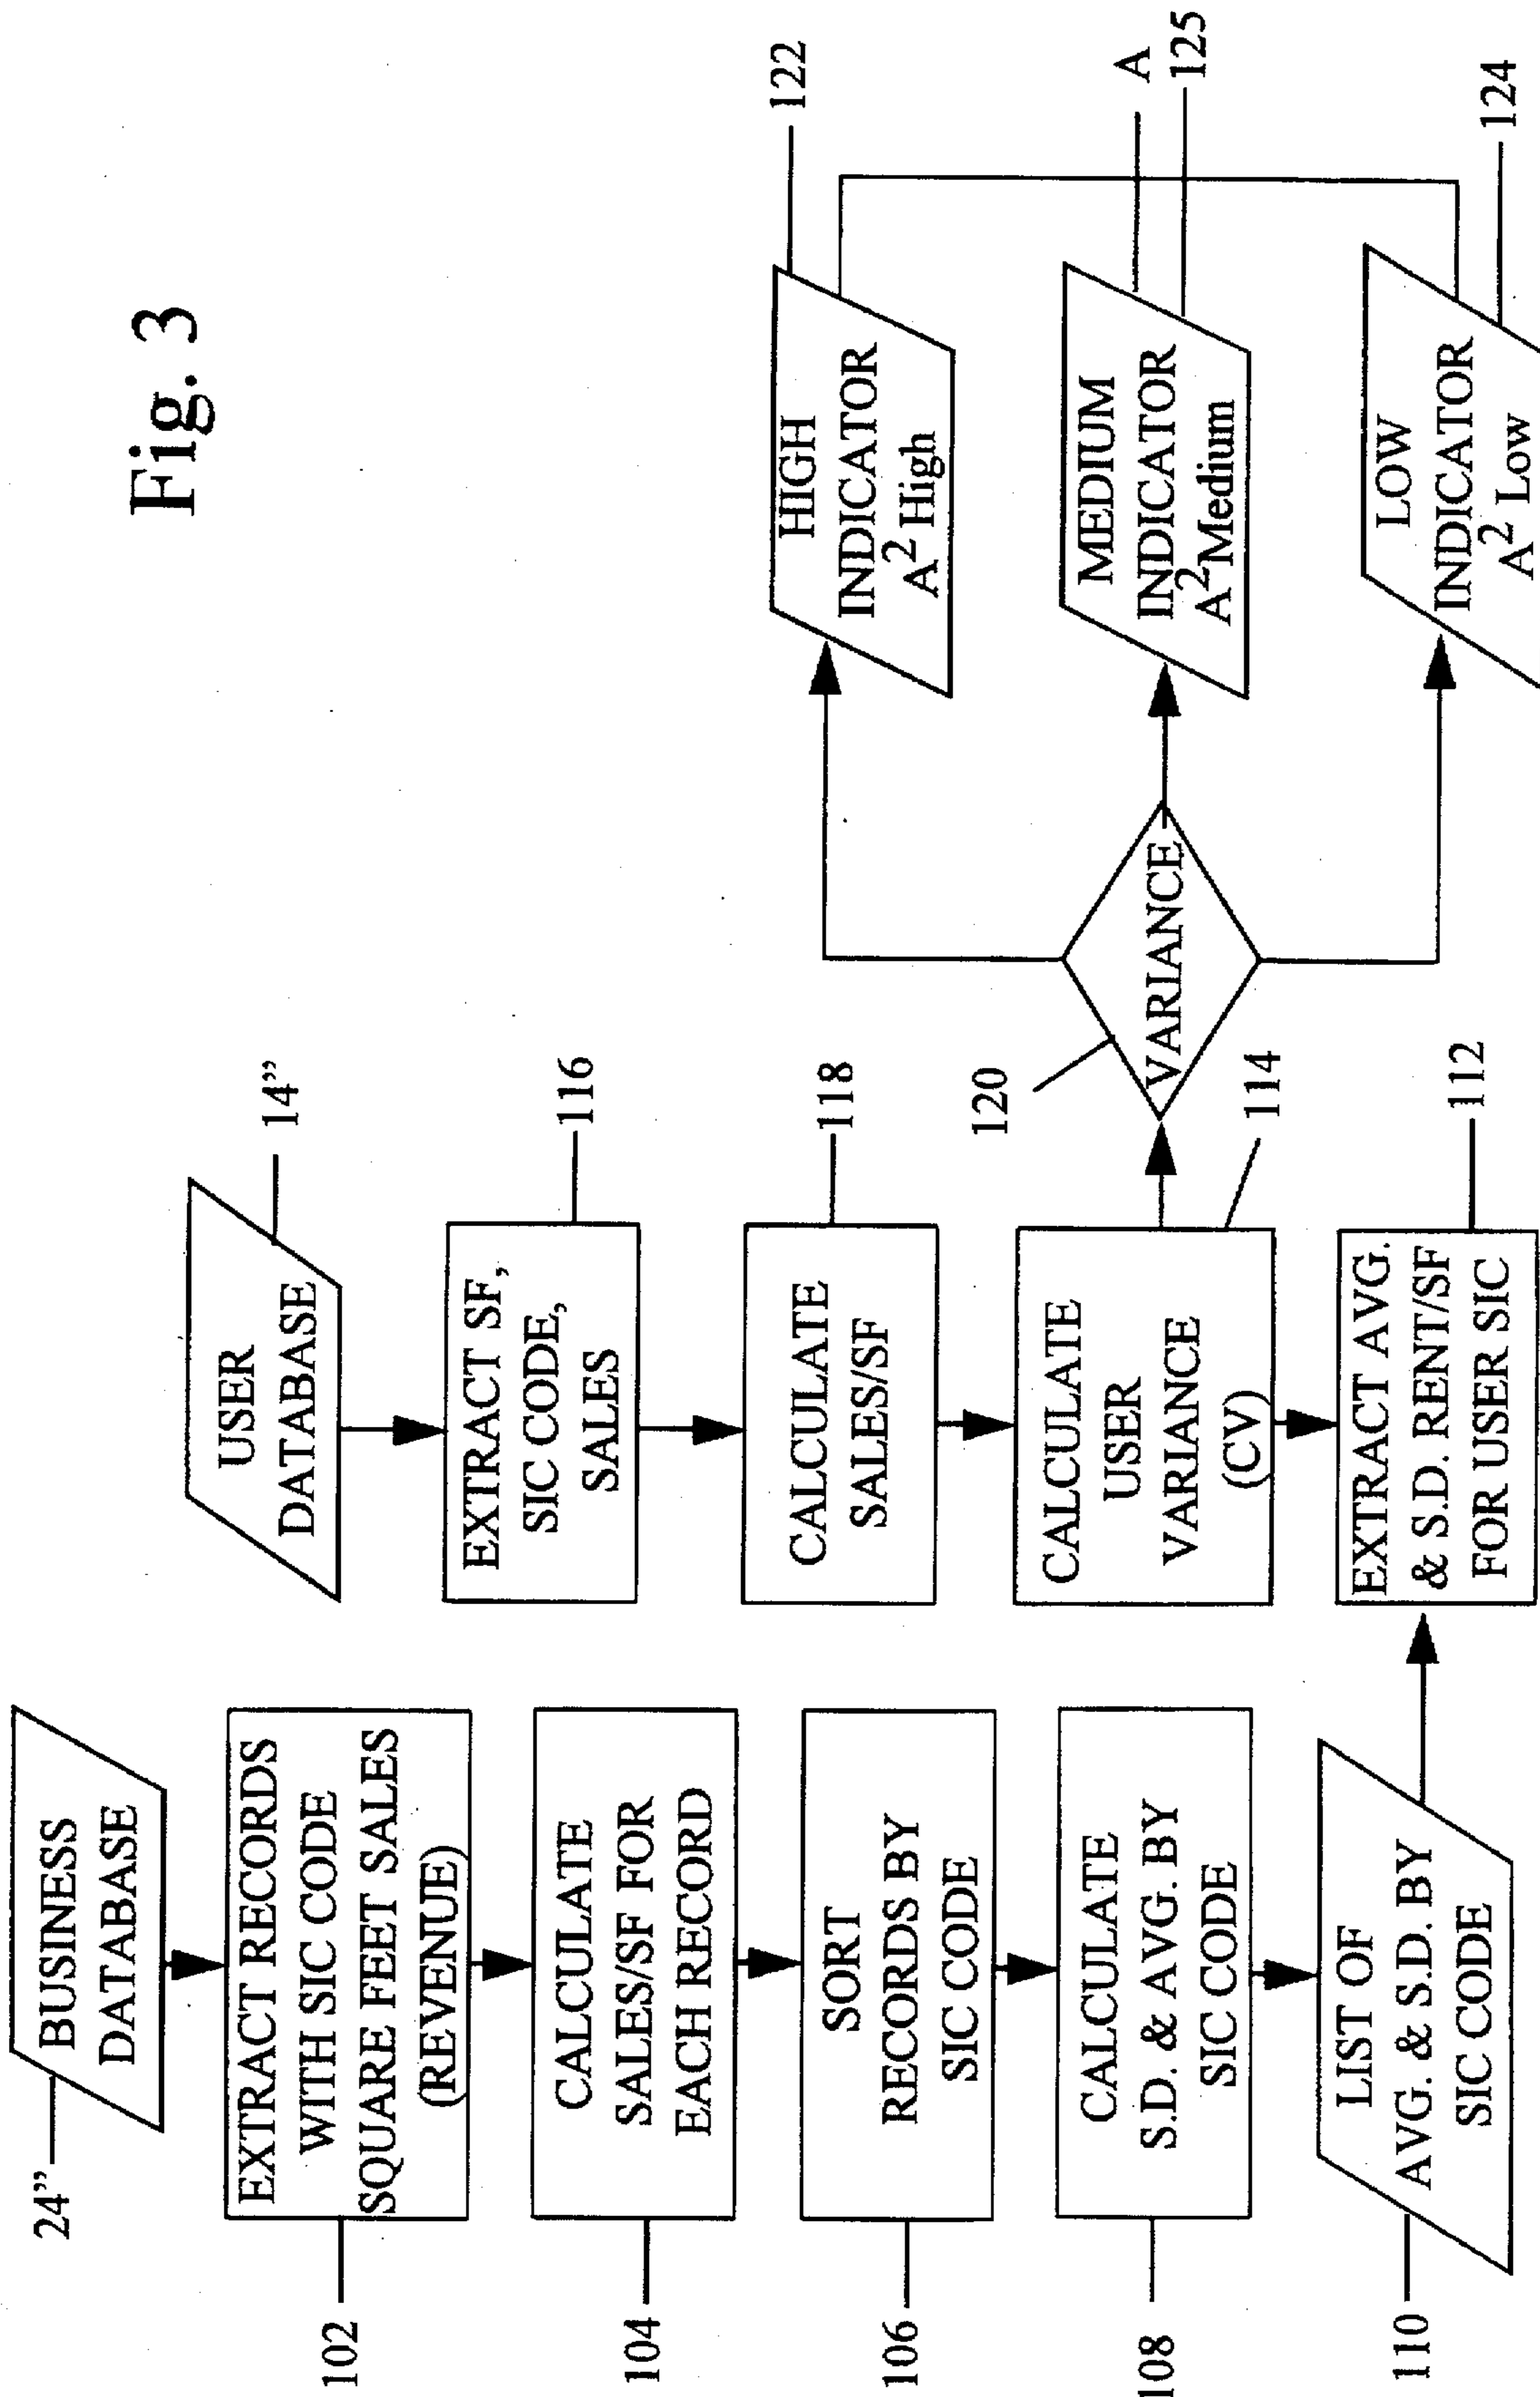 Fig. 3
24”
BUSINESS
DATABASE
102
EXTRACT RECORDS
WITH SIC CODE
SQUARE FEET SALES
(REVENUE)
104
CALCULATE
SALES/SF FOR
EACH RECORD
106
SORT
RECORDS BY
SIC CODE
108
CALCULATE
S.D. & AVG. BY
SIC CODE
110
LIST OF
AVG. & S.D. BY
SIC CODE
USER
DATABASE
14”
EXTRACT SF,
SIC CODE,
SALES
116
CALCULATE
SALES/SF
118
CALCULATE
USER
VARIANCE
(CV)
114
EXTRACT AVG.
& S.D. RENT/SF
FOR USER SIC
112
120
VARIANCE
HIGH
INDICATOR
A² High
122
MEDIUM
INDICATOR
A² Medium
A
125
LOW
INDICATOR
A² Low
124